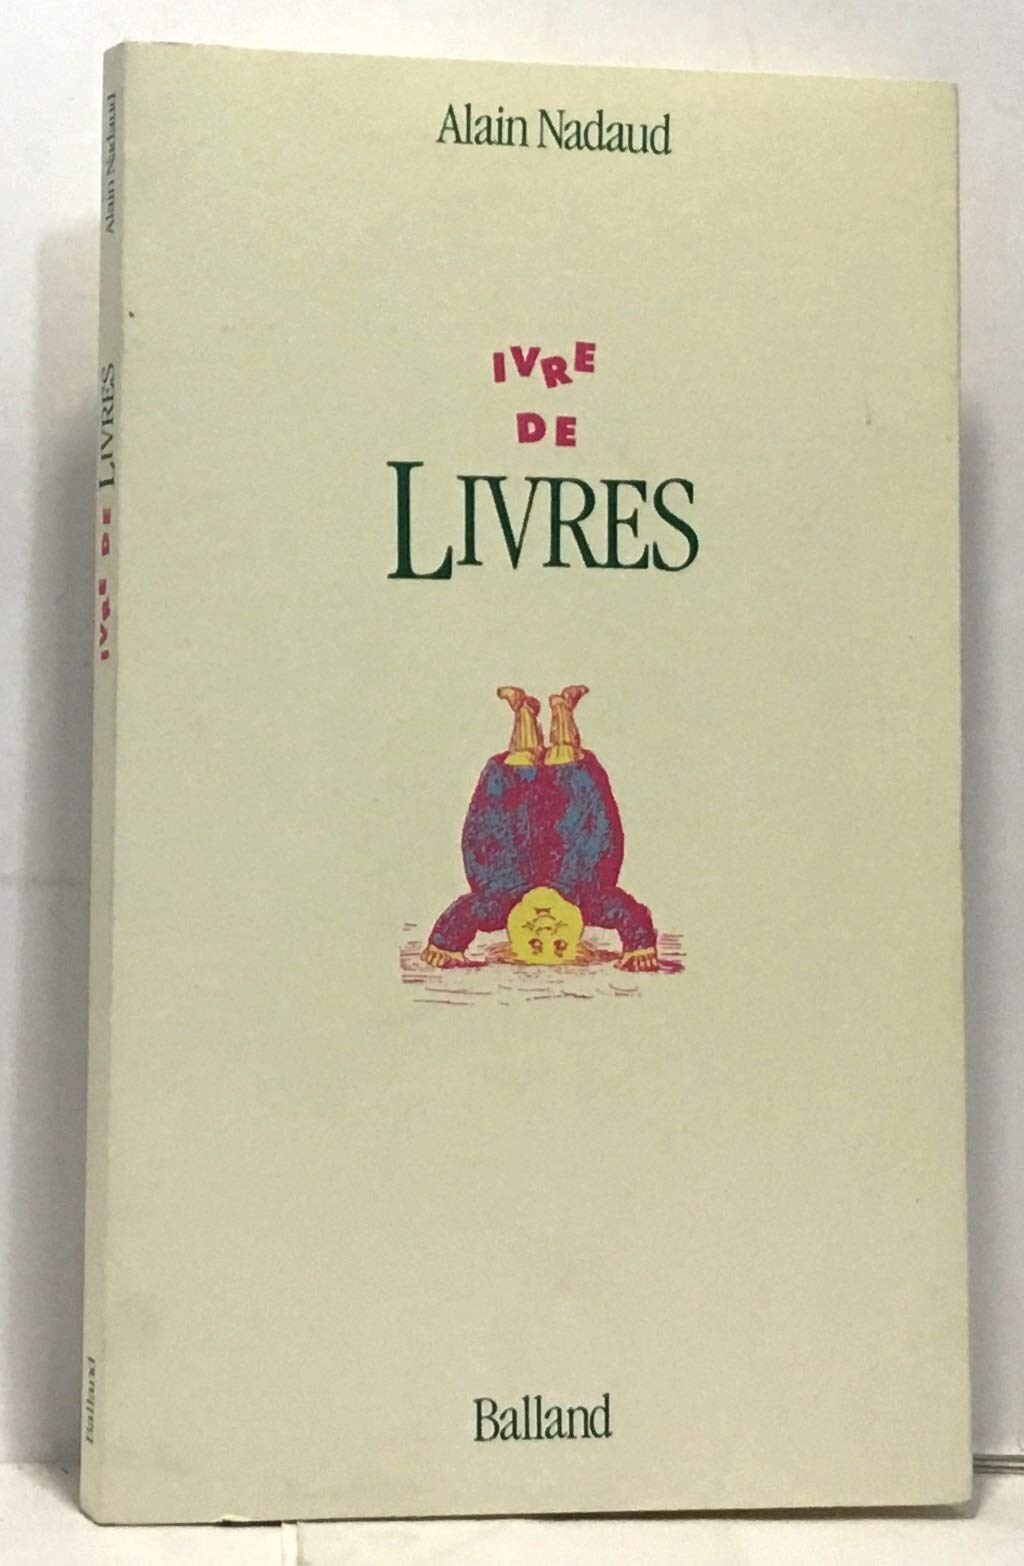 Alain Nadaud
IVRE
DE
LIVRES
Balland
Alain Nadaud
IVRE DE LIVRES
Balland